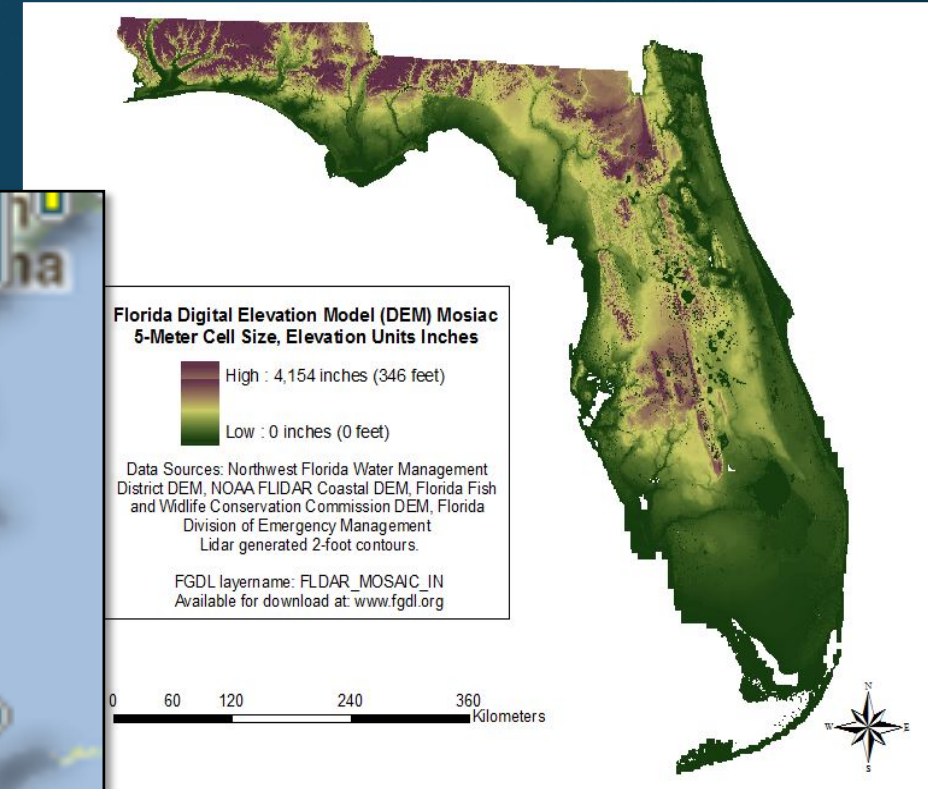 na
Florida Digital Elevation Model (DEM) Mosiac
5-Meter Cell Size, Elevation Units Inches
High : 4,154 inches (346 feet)
Low : 0 inches (0 feet)
Data Sources: Northwest Florida Water Management
District DEM, NOAA FLIDAR Coastal DEM, Florida Fish
and Widlife Conservation Commission DEM, Florida
Division of Emergency Management
Lidar generated 2-foot contours.
FGDL layername: FLDAR_MOSAIC_IN
Available for download at: www.fgdl.org
0 60 120 240 360
Kilometers
N
W E
S